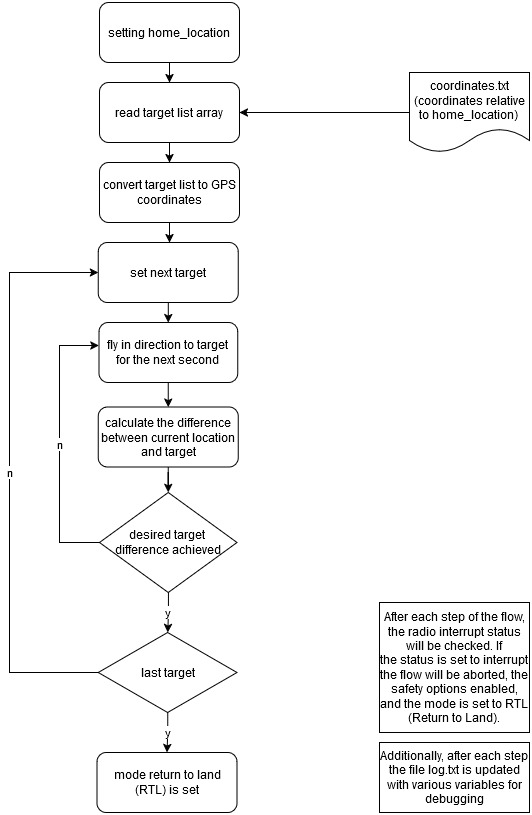 setting home_location
coordinates.txt
(coordinates relative
to home_location)
read target list array
convert target list to GPS
coordinates
set next target
fly in direction to target
for the next second
calculate the difference
between current location
and target
n
n
desired target
difference achieved
y
last target
y
mode return to land
(RTL) is set
After each step of the flow,
the radio interrupt status
will be checked. If
the status is set to interrupt
the flow will be aborted, the
safety options enabled,
and the mode is set to RTL
(Return to Land).
Additionally, after each step
the file log.txt is updated
with various variables for
debugging